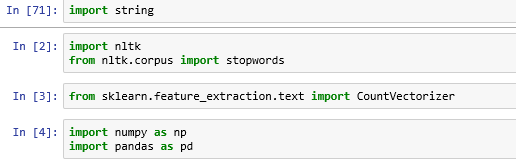 In [71]: import string
In [2]: import nltk
from nltk.corpus import stopwords
In [3]: from sklearn.feature_extraction.text import CountVectorizer
In [4]: import numpy as np
import pandas as pd